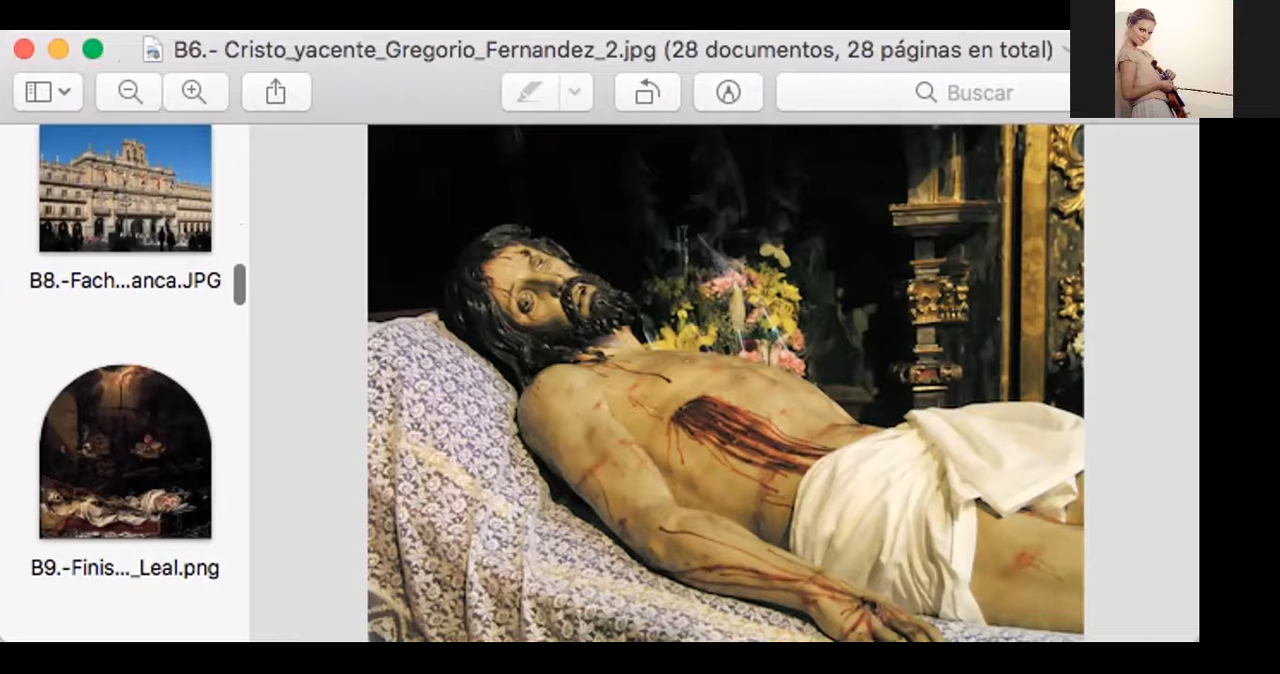 B6.- Cristo_yacente_Gregorio_Fernandez_2.jpg (28 documentos, 28 páginas en total)
Buscar
B8.-Fach...anca.JPG
B9.-Finis..._Leal.png